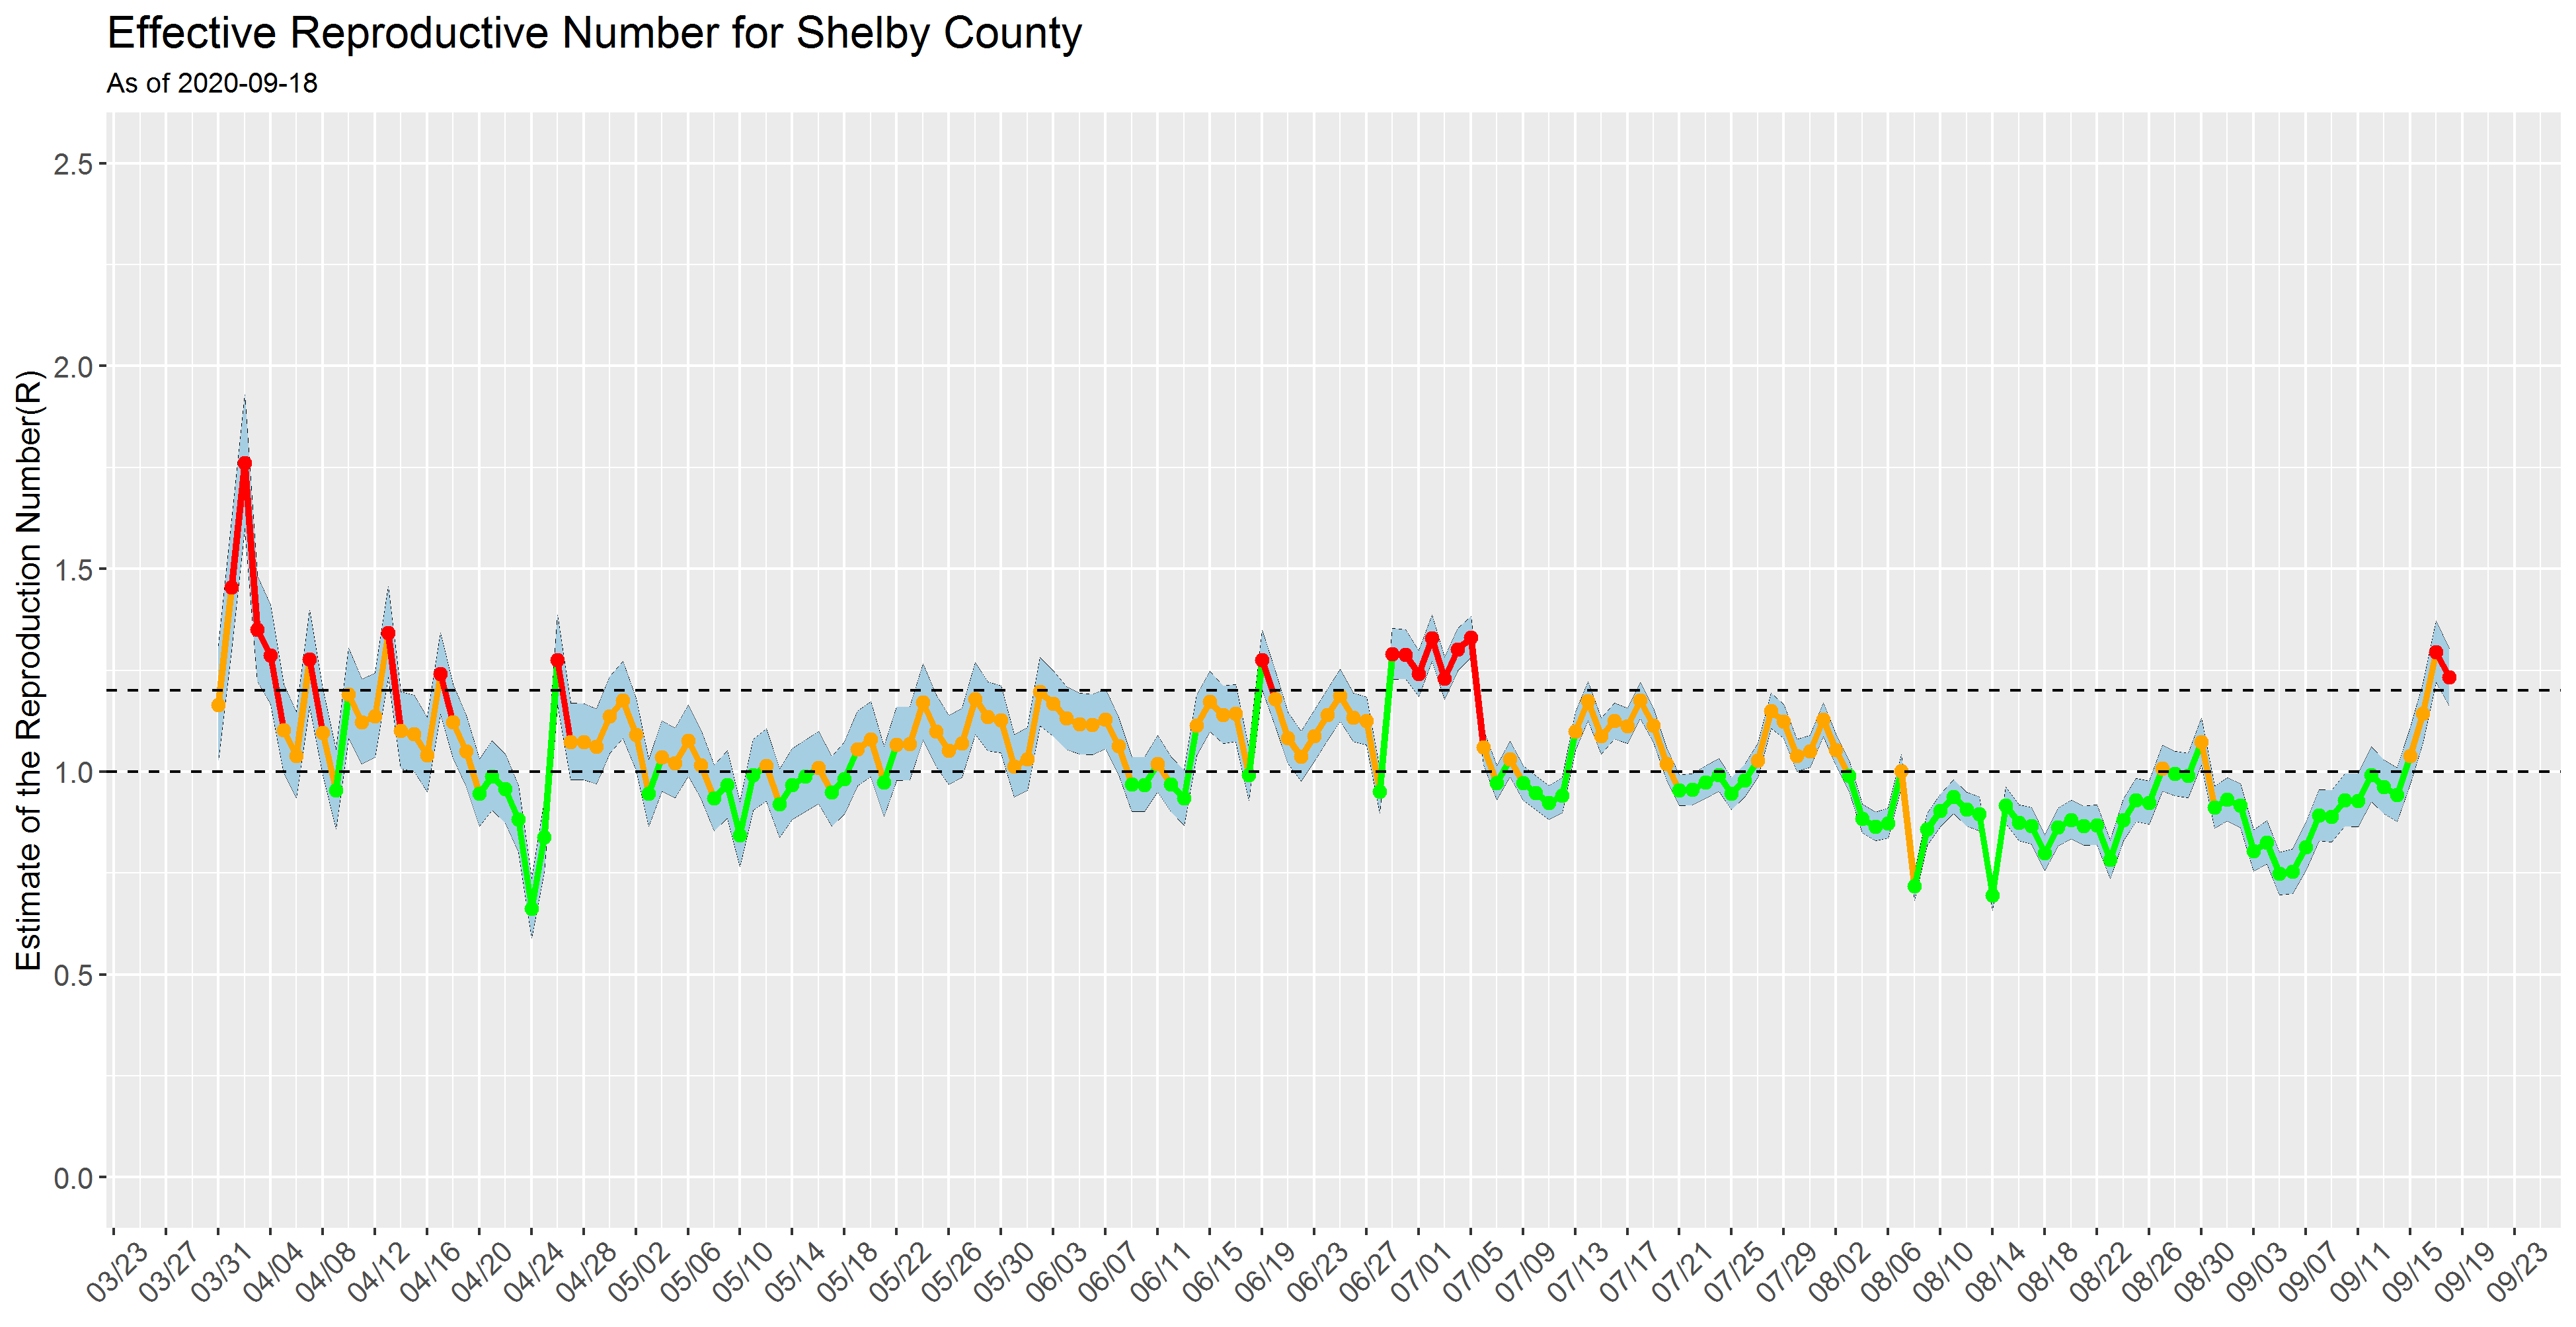 Effective Reproductive Number for Shelby County
As of 2020-09-18
Estimate of the Reproduction Number(R)
2.5
2.0
1.5
1.0
0.5
0.0
03/23 03/27 03/31 04/04 04/08 04/12 04/16 04/20 04/24 04/28 05/02 05/06 05/10 05/14 05/18 05/22 05/26 05/30 06/03 06/07 06/11 06/15 06/19 06/23 06/27 07/01 07/05 07/09 07/13 07/17 07/21 07/25 07/29 08/02 08/06 08/10 08/14 08/18 08/22 08/26 08/30 09/03 09/07 09/11 09/15 09/19 09/23